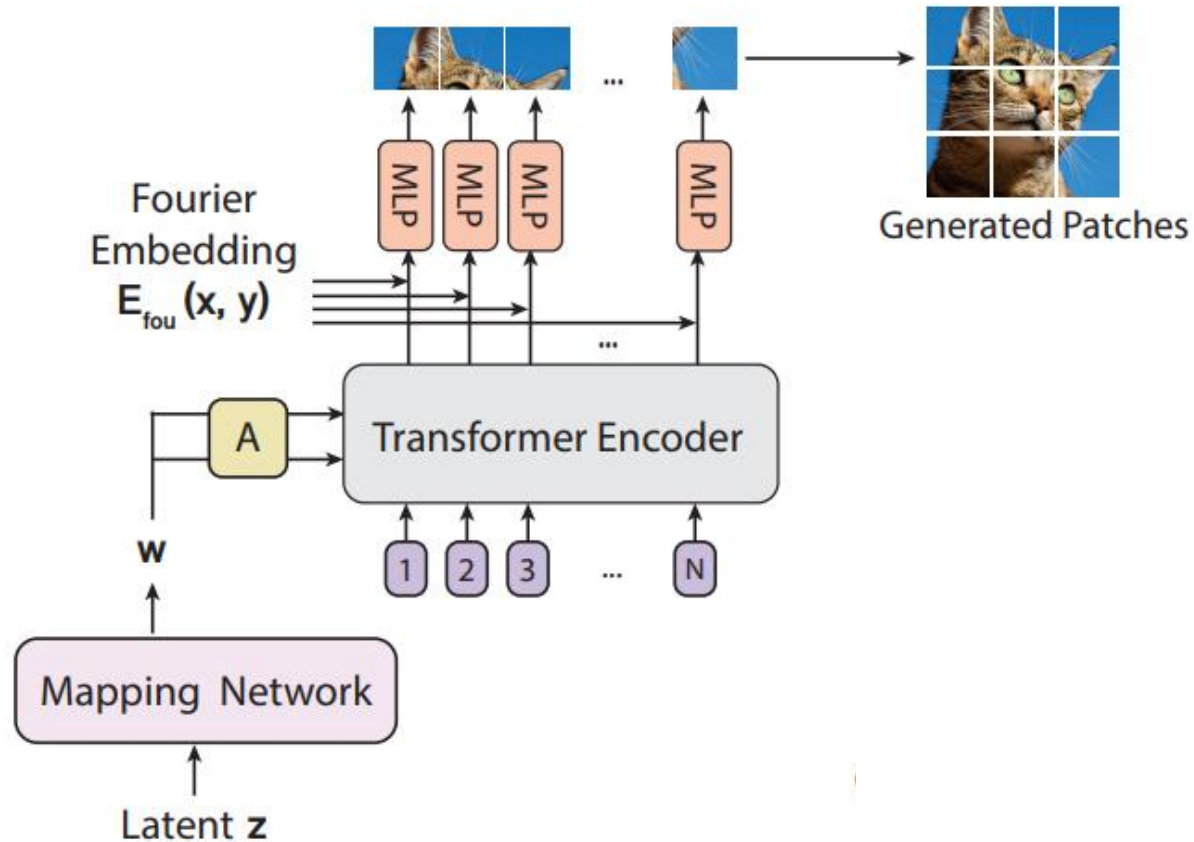 ...
MLP MLP MLP MLP
Fourier
Embedding
E_fou (x, y)
Generated Patches
...
A
Transformer Encoder
w
1 2 3 ... N
Mapping Network
Latent z